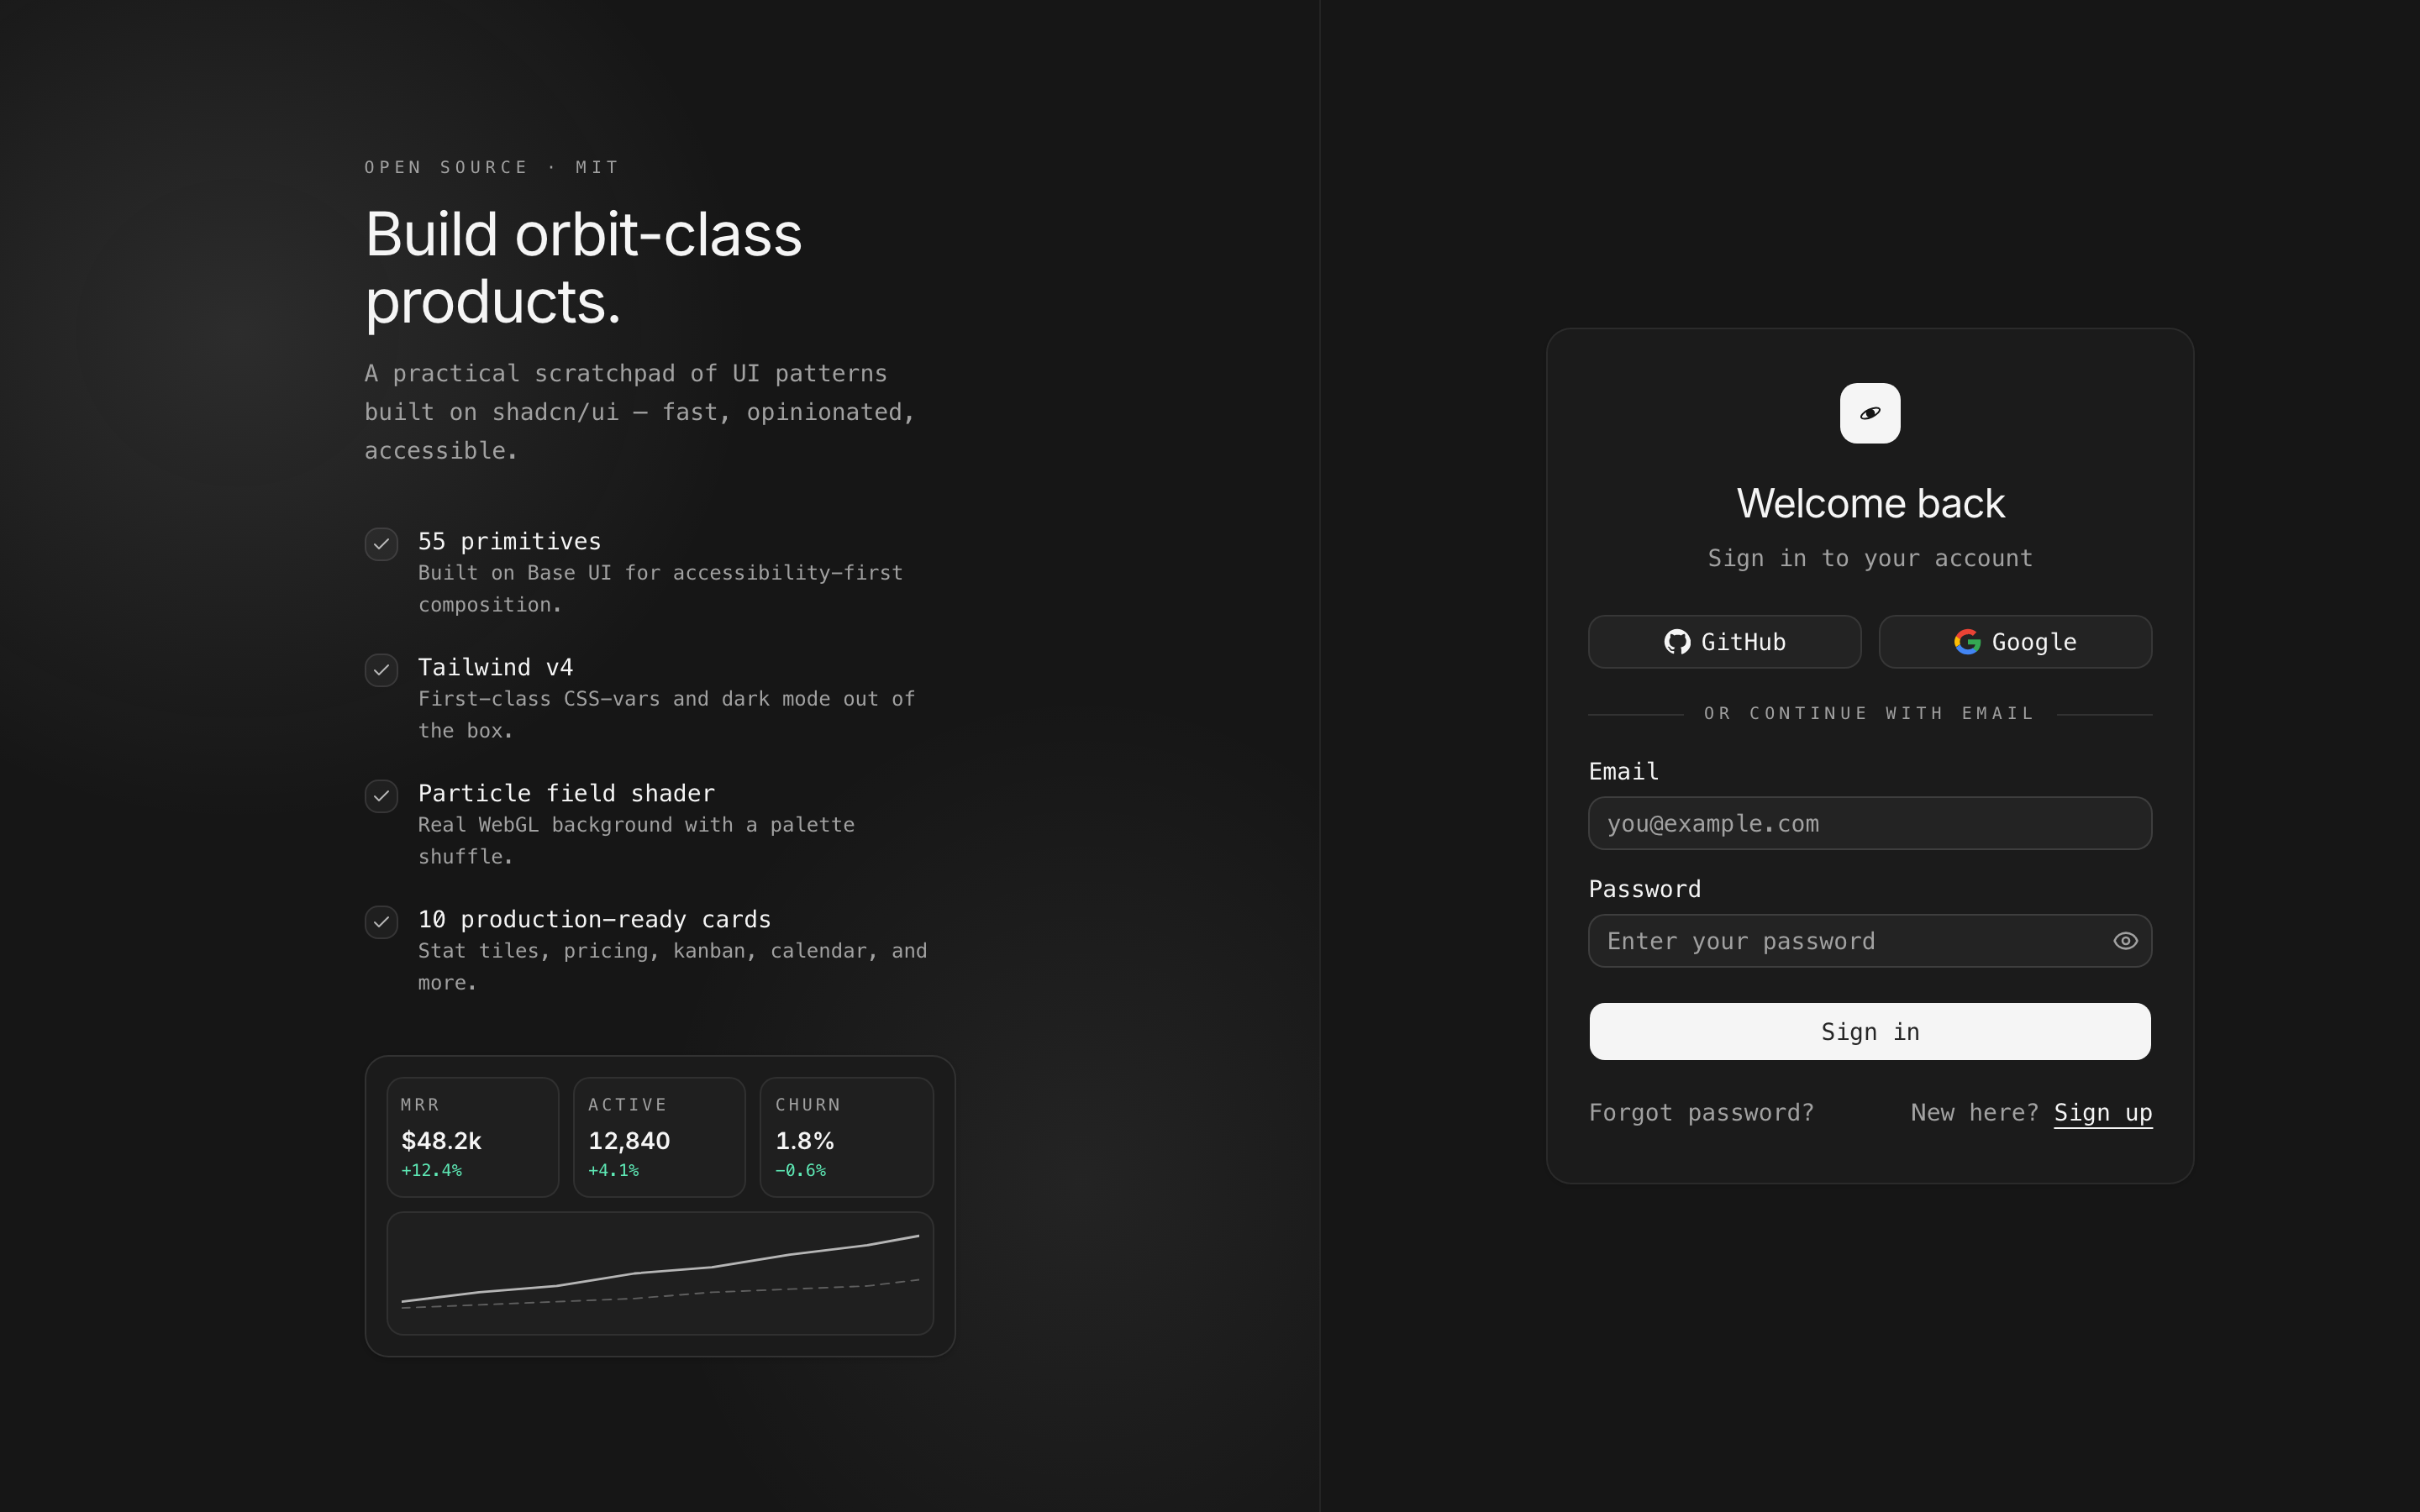 OPEN SOURCE · MIT
Build orbit-class
products.
A practical scratchpad of UI patterns
built on shadcn/ui — fast, opinionated,
accessible.
55 primitives
Built on Base UI for accessibility-first
composition.
Tailwind v4
First-class CSS-vars and dark mode out of
the box.
Particle field shader
Real WebGL background with a palette
shuffle.
10 production-ready cards
Stat tiles, pricing, kanban, calendar, and
more.
MRR
$48.2k
+12.4%
ACTIVE
12,840
+4.1%
CHURN
1.8%
−0.6%
Welcome back
Sign in to your account
GitHub
Google
OR CONTINUE WITH EMAIL
Email
you@example.com
Password
Enter your password
Sign in
Forgot password?
New here? Sign up